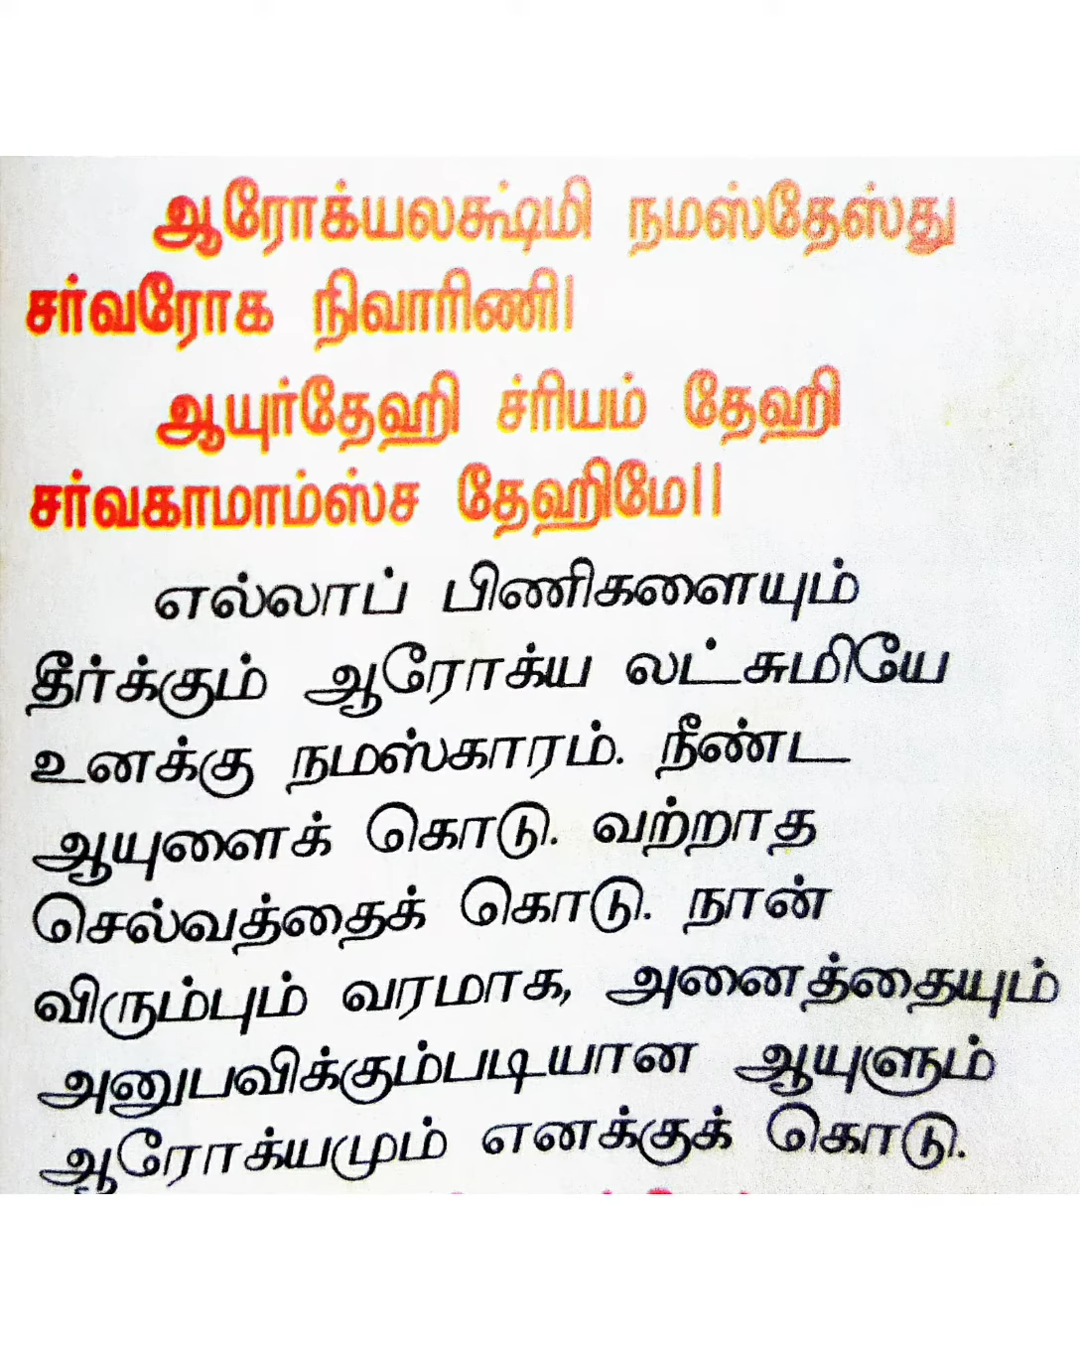 ஆரோக்யலக்ஷ்மி நமஸ்தேஸ்து
சர்வரோக நிவாரிணி।
ஆயுர்தேஹி ச்ரியம் தேஹி
சர்வகாமாம்ஸ்ச தேஹிமே।।
எல்லாப் பிணிகளையும்
தீர்க்கும் ஆரோக்ய லட்சுமியே
உனக்கு நமஸ்காரம். நீண்ட
ஆயுளைக் கொடு. வற்றாத
செல்வத்தைக் கொடு. நான்
விரும்பும் வரமாக, அனைத்தையும்
அனுபவிக்கும்படியான ஆயுளும்
ஆரோக்யமும் எனக்குக் கொடு.